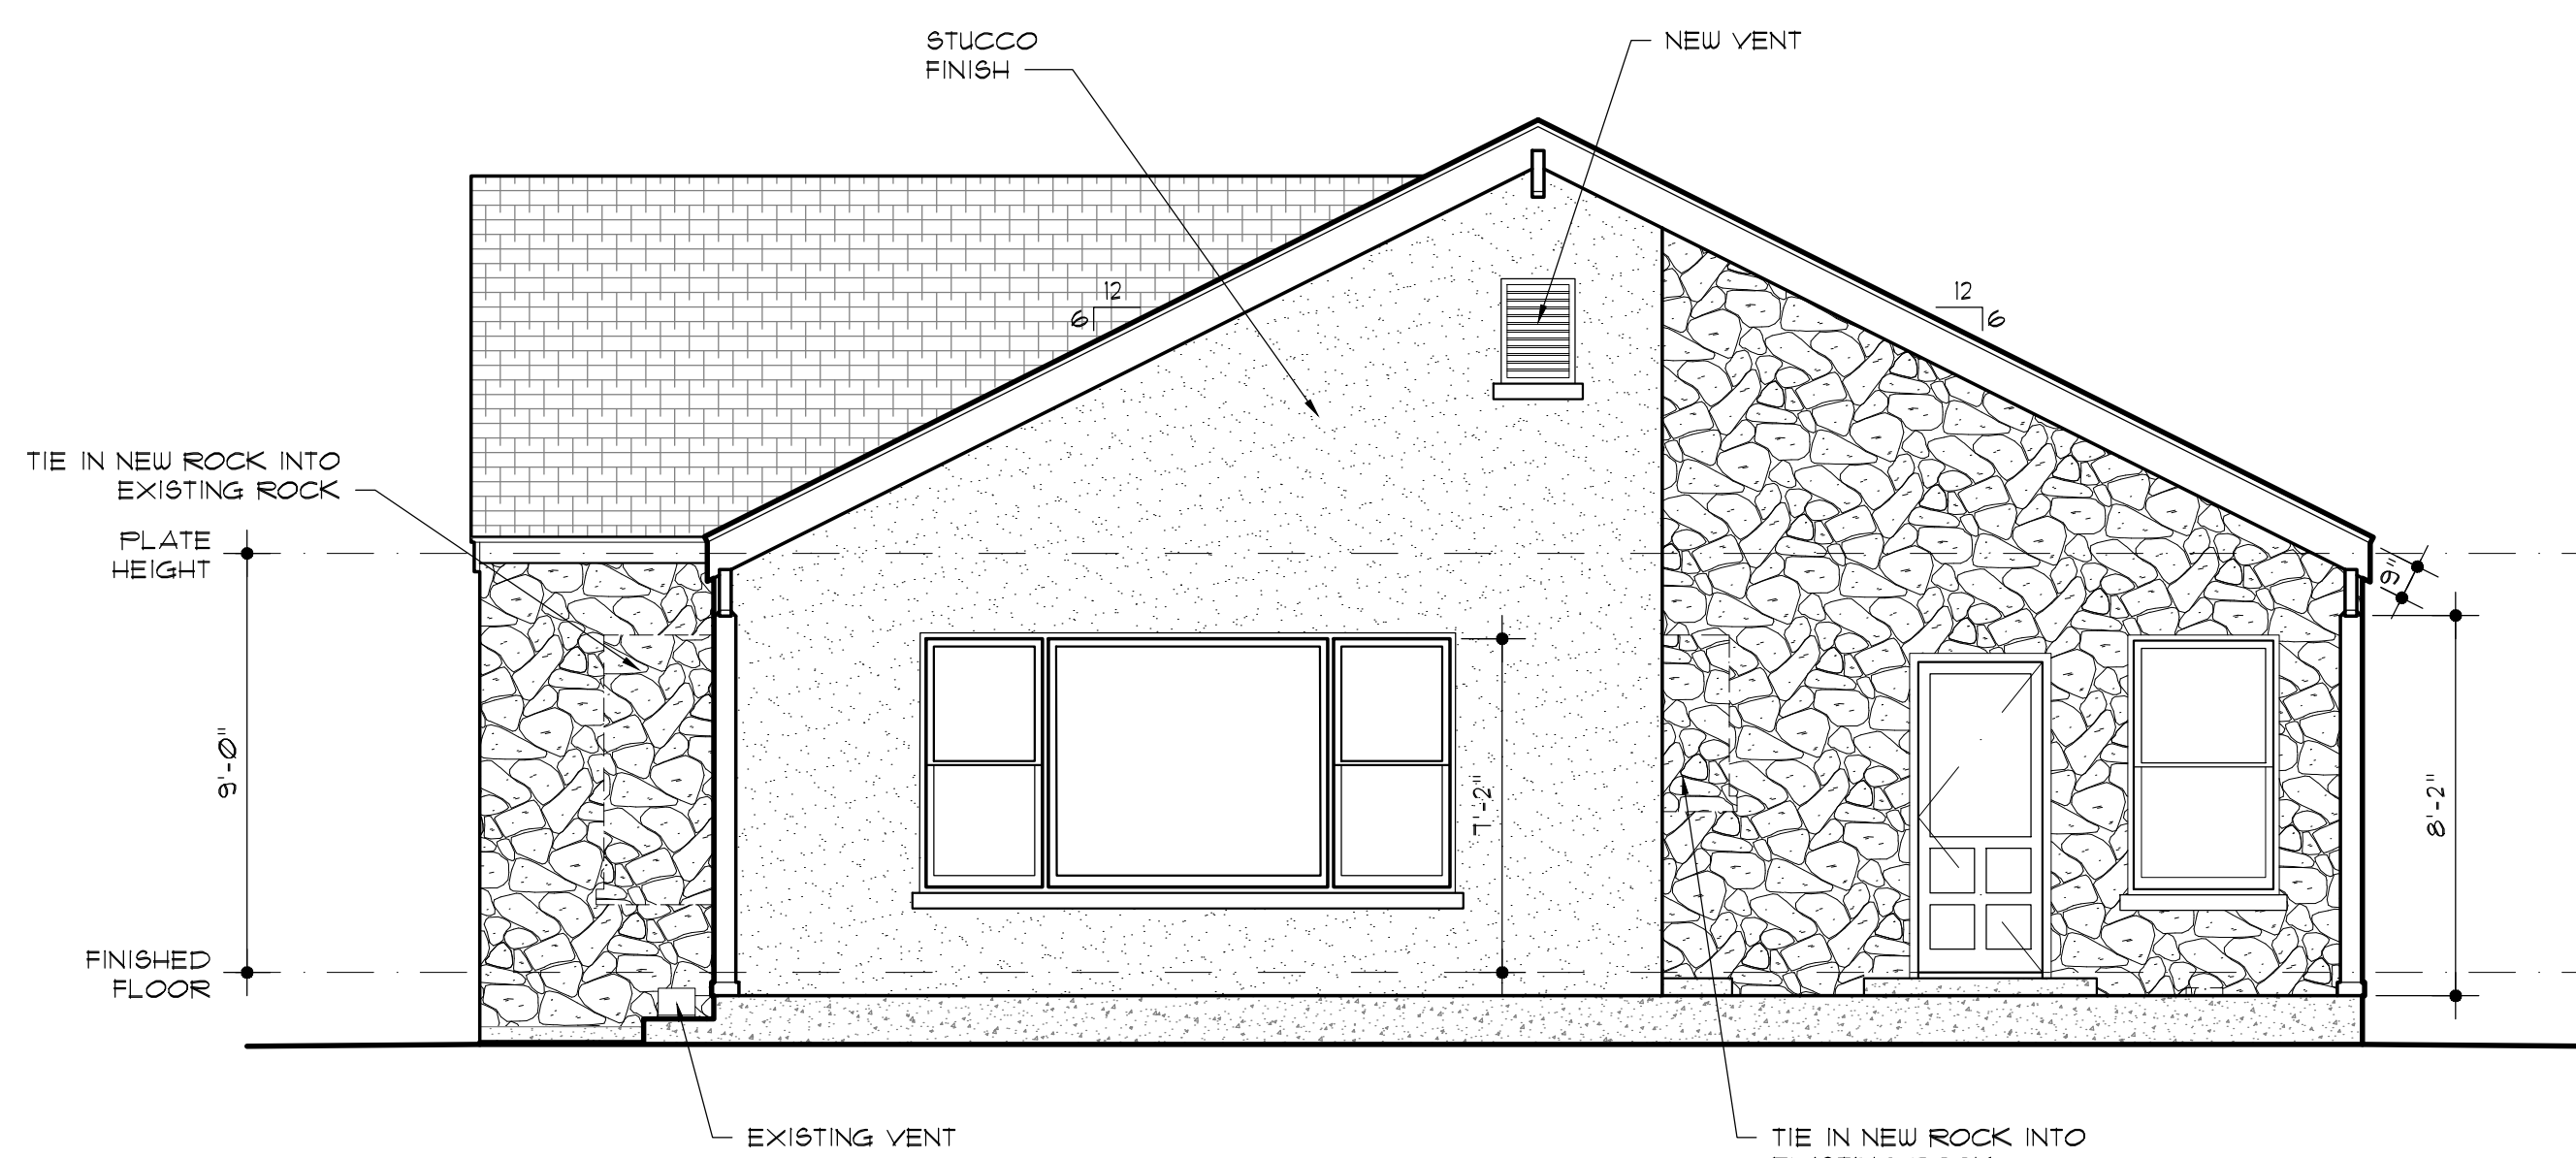 STUCCO
FINISH
NEW VENT
12
6
12
6
TIE IN NEW ROCK INTO
EXISTING ROCK
PLATE
HEIGHT
9"
9'-0"
7'-2"
8'-2"
FINISHED
FLOOR
EXISTING VENT
TIE IN NEW ROCK INTO